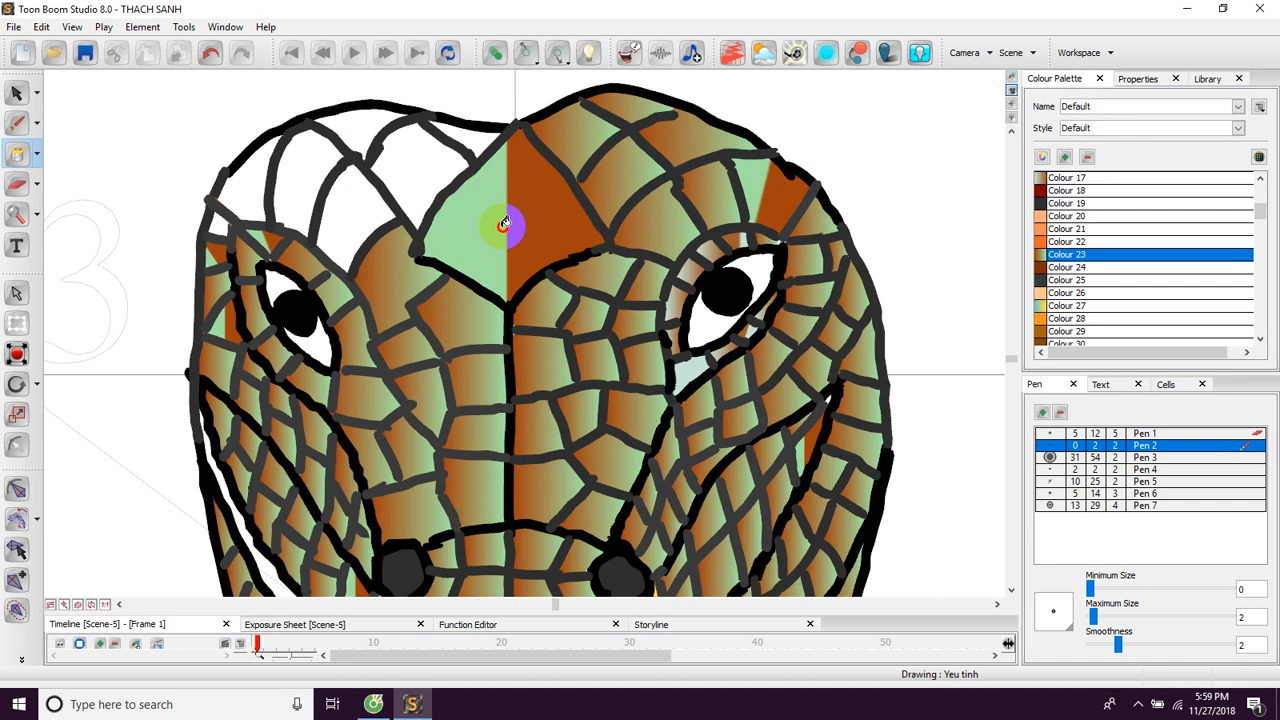 Toon Boom Studio 8.0 - THACH SANH
File Edit View Play Element Tools Window Help
Camera Scene Workspace
Colour Palette Properties Library
Name Default
Style Default
Colour 17
Colour 18
Colour 19
Colour 20
Colour 21
Colour 22
Colour 23
Colour 24
Colour 25
Colour 26
Colour 27
Colour 28
Colour 29
Colour 30
Pen Text Cells
5 12 5 Pen 1
0 2 2 Pen 2
31 54 2 Pen 3
2 2 2 Pen 4
10 25 2 Pen 5
5 14 3 Pen 6
13 29 4 Pen 7
Minimum Size
0
Maximum Size
2
Smoothness
2
3
Timeline [Scene-5] - [Frame 1] Exposure Sheet [Scene-5] Function Editor Storyline
10 20 30 40 50
Drawing : Yeu tinh
Type here to search
5:59 PM
11/27/2018